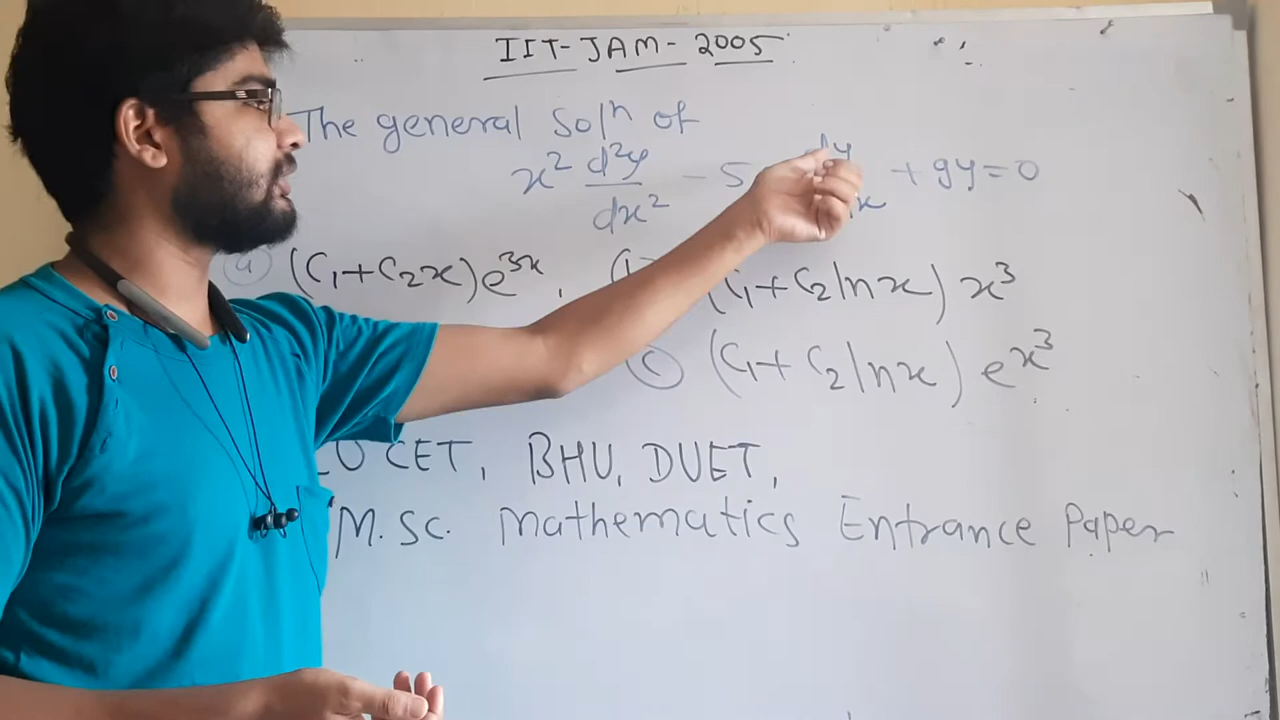 IIT-JAM-2005
The general Solⁿ of
x² d²y/dx² - 5 dy + 9y = 0
(a) (C₁+C₂x)e³ˣ, (C₁+C₂lnx) x³
(c) (C₁+C₂lnx) eˣ³
CET, BHU, DUET,
M.Sc. Mathematics Entrance Paper